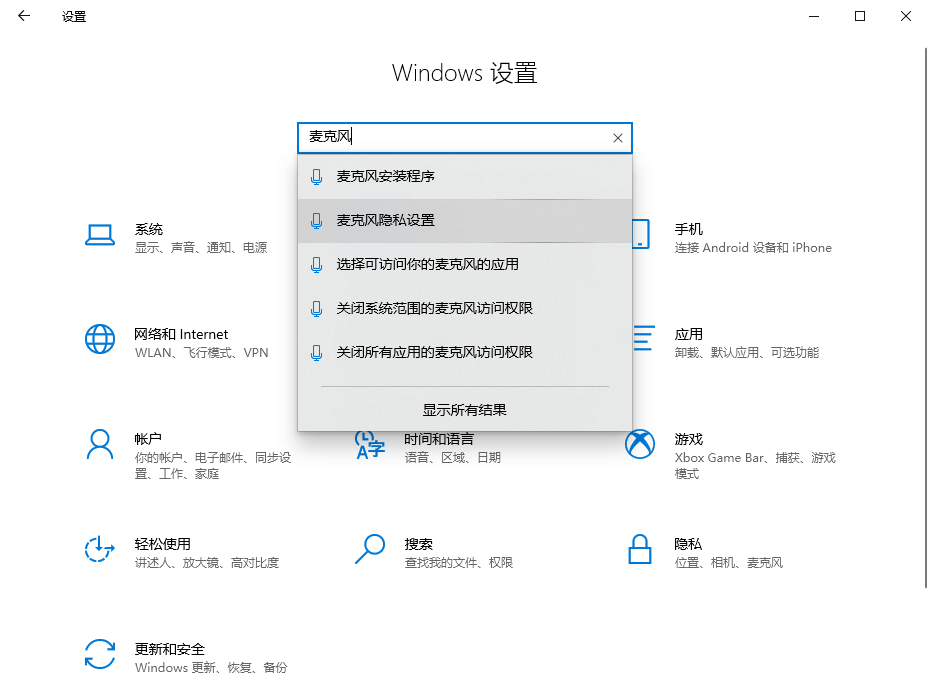 设置
Windows 设置
麦克风
麦克风安装程序
麦克风隐私设置
选择可访问你的麦克风的应用
关闭系统范围的麦克风访问权限
关闭所有应用的麦克风访问权限
显示所有结果
系统
显示、声音、通知、电源
手机
连接 Android 设备和 iPhone
网络和 Internet
WLAN、飞行模式、VPN
应用
卸载、默认应用、可选功能
帐户
你的帐户、电子邮件、同步设
置、工作、家庭
时间和语言
语音、区域、日期
游戏
Xbox Game Bar、捕获、游戏
模式
轻松使用
讲述人、放大镜、高对比度
搜索
查找我的文件、权限
隐私
位置、相机、麦克风
更新和安全
Windows 更新、恢复、备份